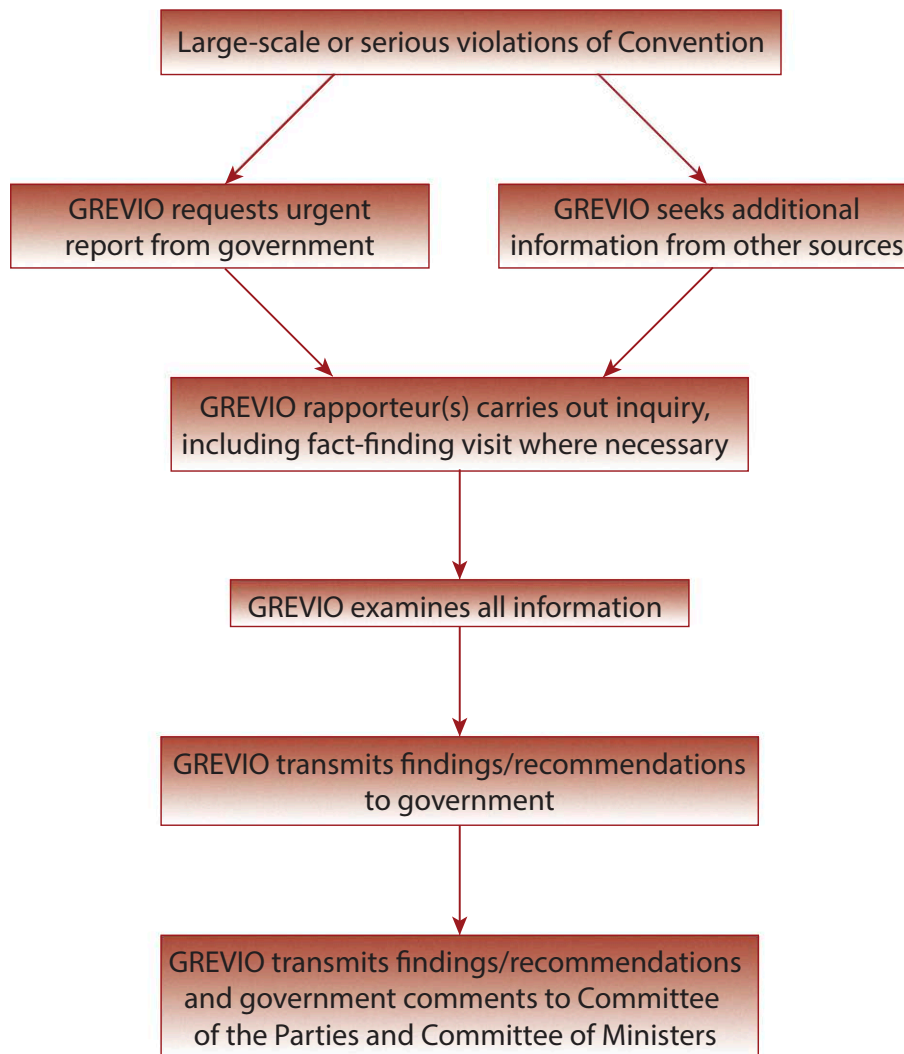 Large-scale or serious violations of Convention
GREVIO requests urgent
report from government
GREVIO seeks additional
information from other sources
GREVIO rapporteur(s) carries out inquiry,
including fact-finding visit where necessary
GREVIO examines all information
GREVIO transmits findings/recommendations
to government
GREVIO transmits findings/recommendations
and government comments to Committee
of the Parties and Committee of Ministers